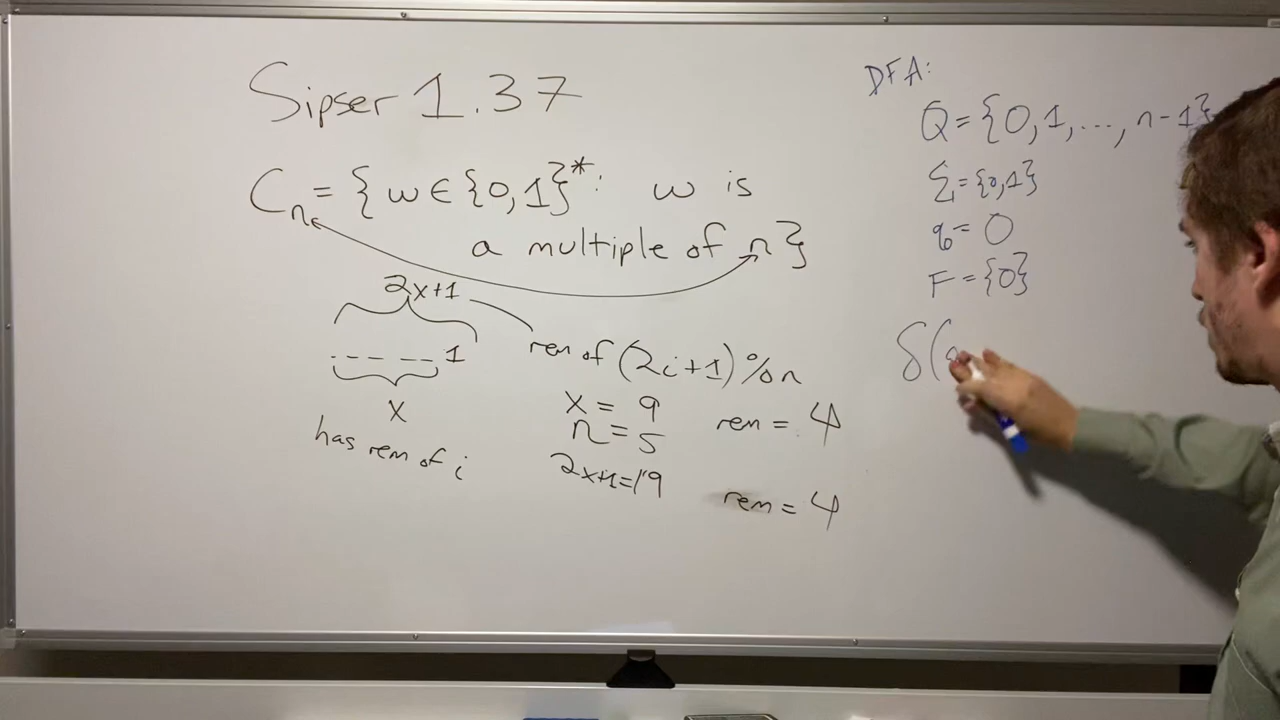 Sipser 1.37
Cₙ = {w ∈ {0,1}*: w is
a multiple of n}
2x+1
_ _ _ _ _ 1
x
has rem of i
rem of (2i+1)%n
x = 9 rem = 4
n = 5
2x+1=19 rem = 4
DFA:
Q = {0,1,..., n-1}
Σ = {0,1}
q₀ = 0
F = {0}
δ(